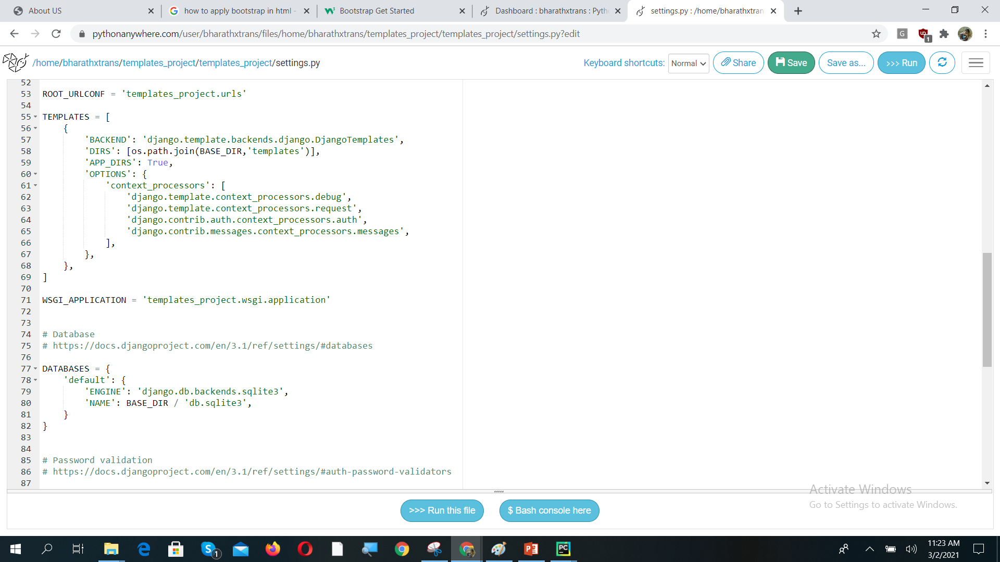 About US
how to apply bootstrap in html -
Bootstrap Get Started
Dashboard : bharathxtrans : Pyth
settings.py : /home/bharathxtran
pythonanywhere.com/user/bharathxtrans/files/home/bharathxtrans/templates_project/templates_project/settings.py?edit
/home/bharathxtrans/templates_project/templates_project/settings.py
Keyboard shortcuts: Normal Share Save Save as... >>> Run
52
53 ROOT_URLCONF = 'templates_project.urls'
54
55 TEMPLATES = [
56 {
57 'BACKEND': 'django.template.backends.django.DjangoTemplates',
58 'DIRS': [os.path.join(BASE_DIR,'templates')],
59 'APP_DIRS': True,
60 'OPTIONS': {
61 'context_processors': [
62 'django.template.context_processors.debug',
63 'django.template.context_processors.request',
64 'django.contrib.auth.context_processors.auth',
65 'django.contrib.messages.context_processors.messages',
66 ],
67 },
68 },
69 ]
70
71 WSGI_APPLICATION = 'templates_project.wsgi.application'
72
73
74 # Database
75 # https://docs.djangoproject.com/en/3.1/ref/settings/#databases
76
77 DATABASES = {
78 'default': {
79 'ENGINE': 'django.db.backends.sqlite3',
80 'NAME': BASE_DIR / 'db.sqlite3',
81 }
82 }
83
84
85 # Password validation
86 # https://docs.djangoproject.com/en/3.1/ref/settings/#auth-password-validators
87
Activate Windows
Go to Settings to activate Windows.
>>> Run this file
$ Bash console here
11:23 AM
3/2/2021